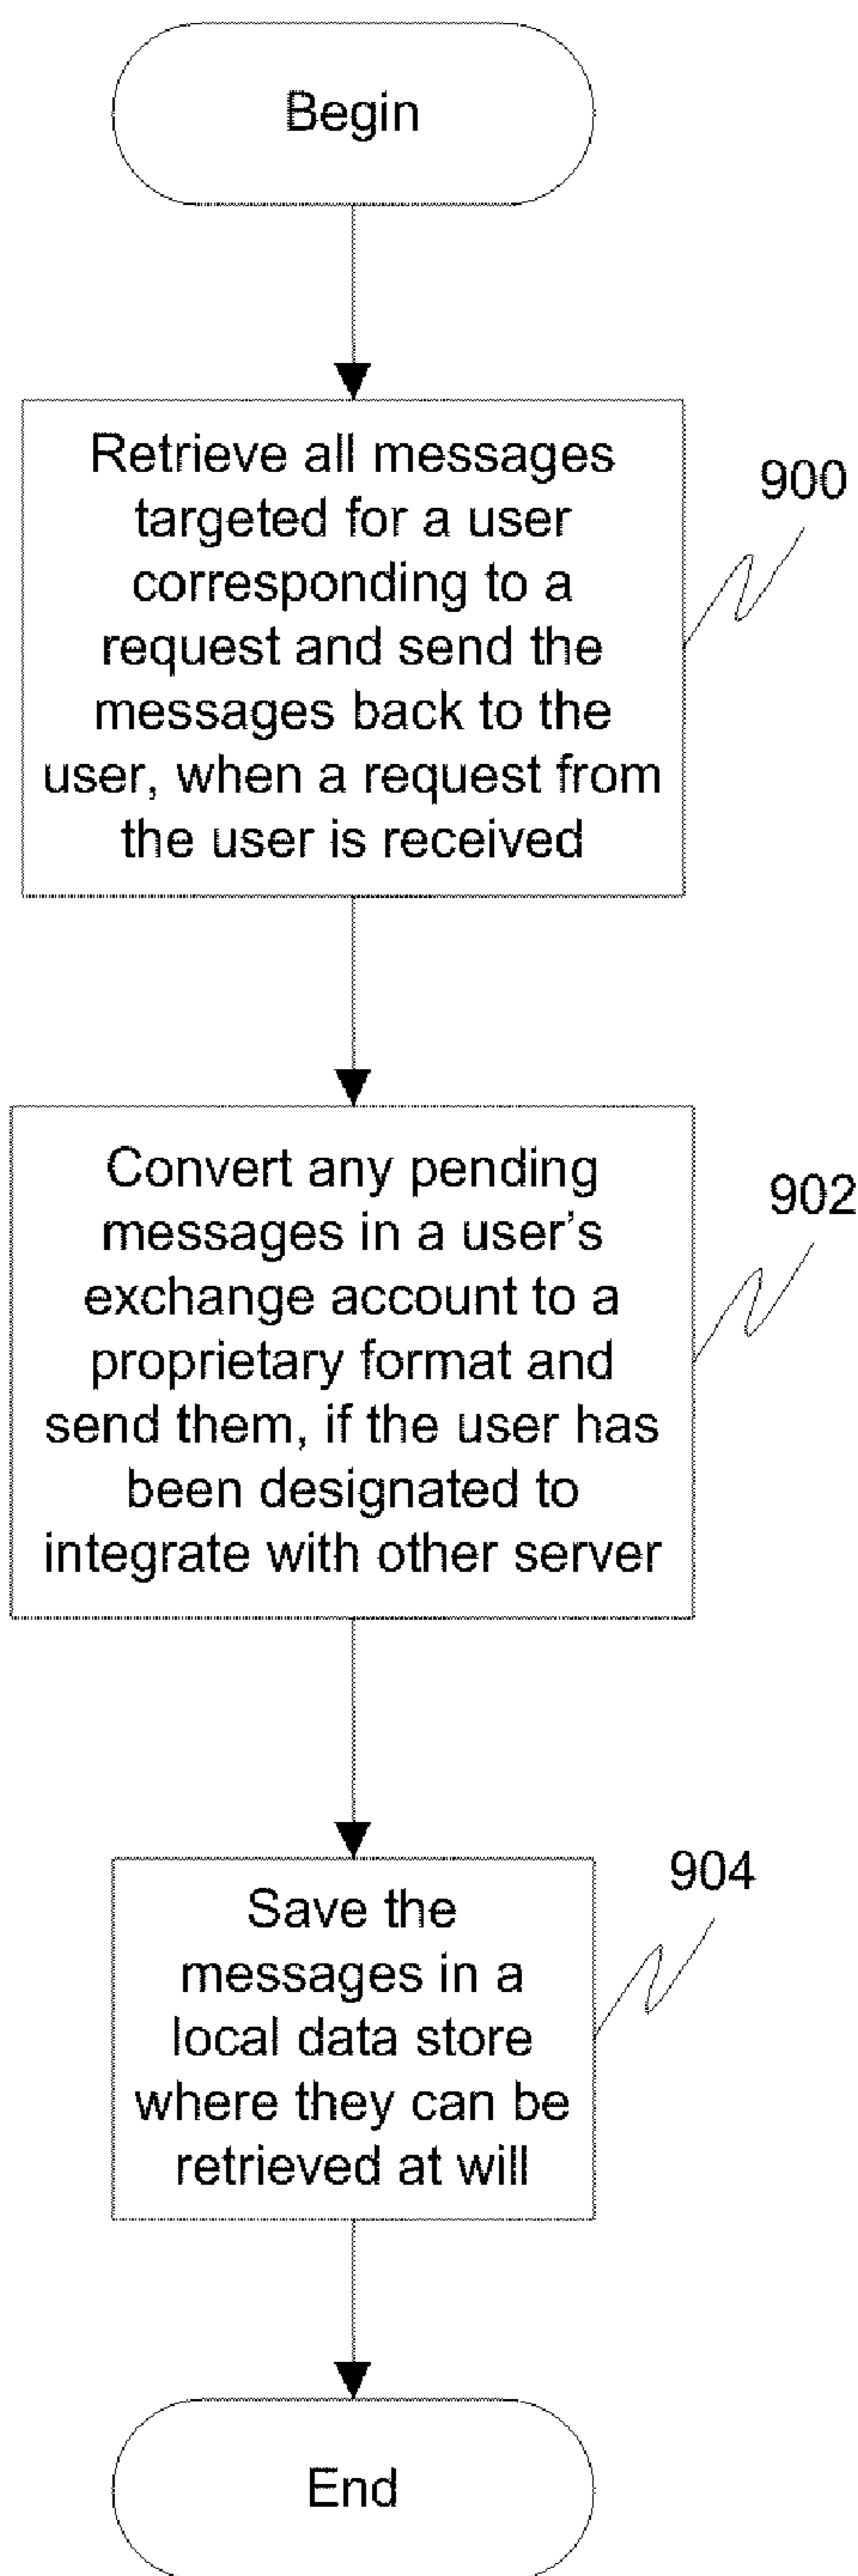 Begin
Retrieve all messages
targeted for a user
corresponding to a
request and send the
messages back to the
user, when a request from
the user is received
900
Convert any pending
messages in a user's
exchange account to a
proprietary format and
send them, if the user has
been designated to
integrate with other server
902
Save the
messages in a
local data store
where they can be
retrieved at will
904
End